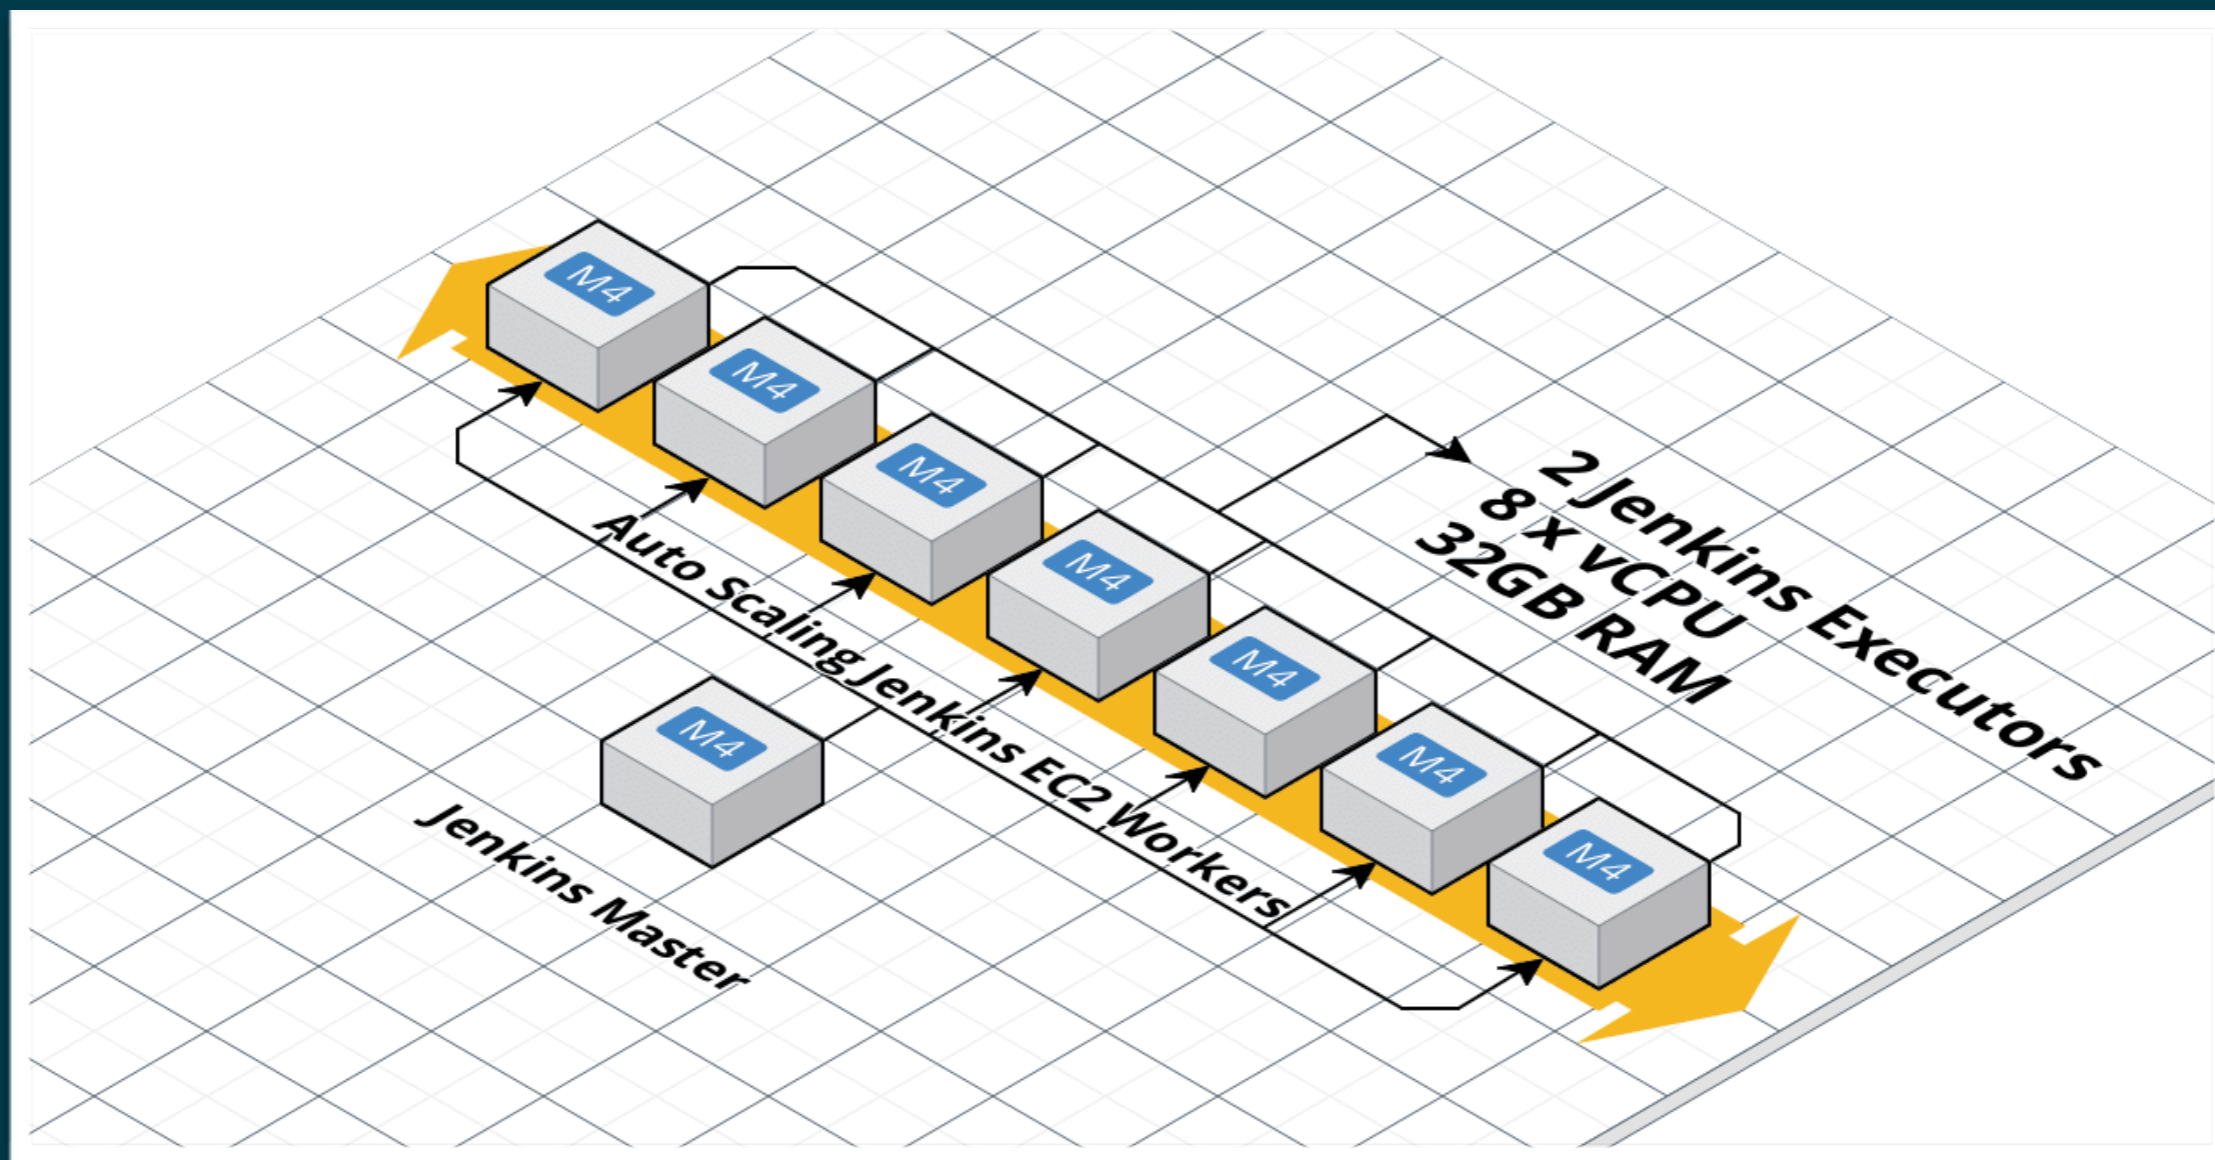 M4
M4
M4
M4
M4
M4
M4
2 Jenkins Executors
8 x vCPU
32GB RAM
Auto Scaling Jenkins EC2 Workers
M4
Jenkins Master